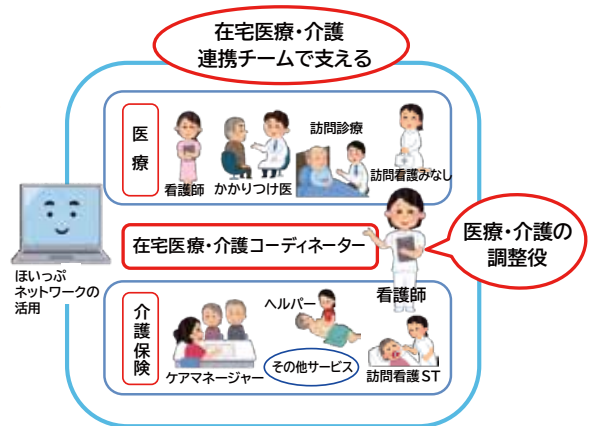 在宅医療・介護
連携チームで支える
医療
看護師
かかりつけ医
訪問診療
訪問看護みなし
在宅医療・介護コーディネーター
看護師
医療・介護の
調整役
ほいっぷ
ネットワークの
活用
介護保険
ケアマネージャー
ヘルパー
その他サービス
訪問看護ST